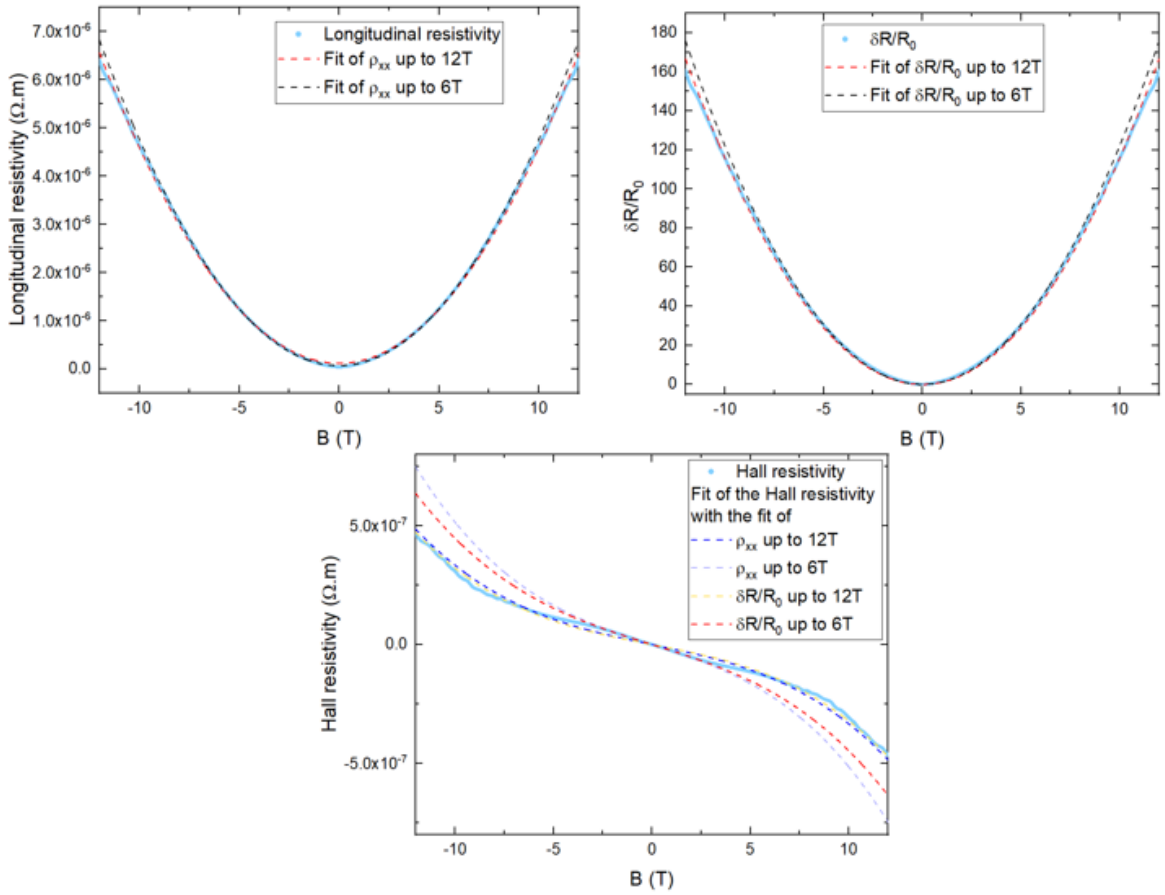 7.0x10⁻⁶
6.0x10⁻⁶
5.0x10⁻⁶
4.0x10⁻⁶
3.0x10⁻⁶
2.0x10⁻⁶
1.0x10⁻⁶
0.0
Longitudinal resistivity (Ω.m)
Longitudinal resistivity
Fit of ρxx up to 12T
Fit of ρxx up to 6T
-10 -5 0 5 10
B (T)
180
160
140
120
100
80
60
40
20
0
δR/R₀
δR/R₀
Fit of δR/R₀ up to 12T
Fit of δR/R₀ up to 6T
-10 -5 0 5 10
B (T)
5.0x10⁻⁷
0.0
-5.0x10⁻⁷
Hall resistivity (Ω.m)
Hall resistivity
Fit of the Hall resistivity
with the fit of
ρxx up to 12T
ρxx up to 6T
δR/R₀ up to 12T
δR/R₀ up to 6T
-10 -5 0 5 10
B (T)